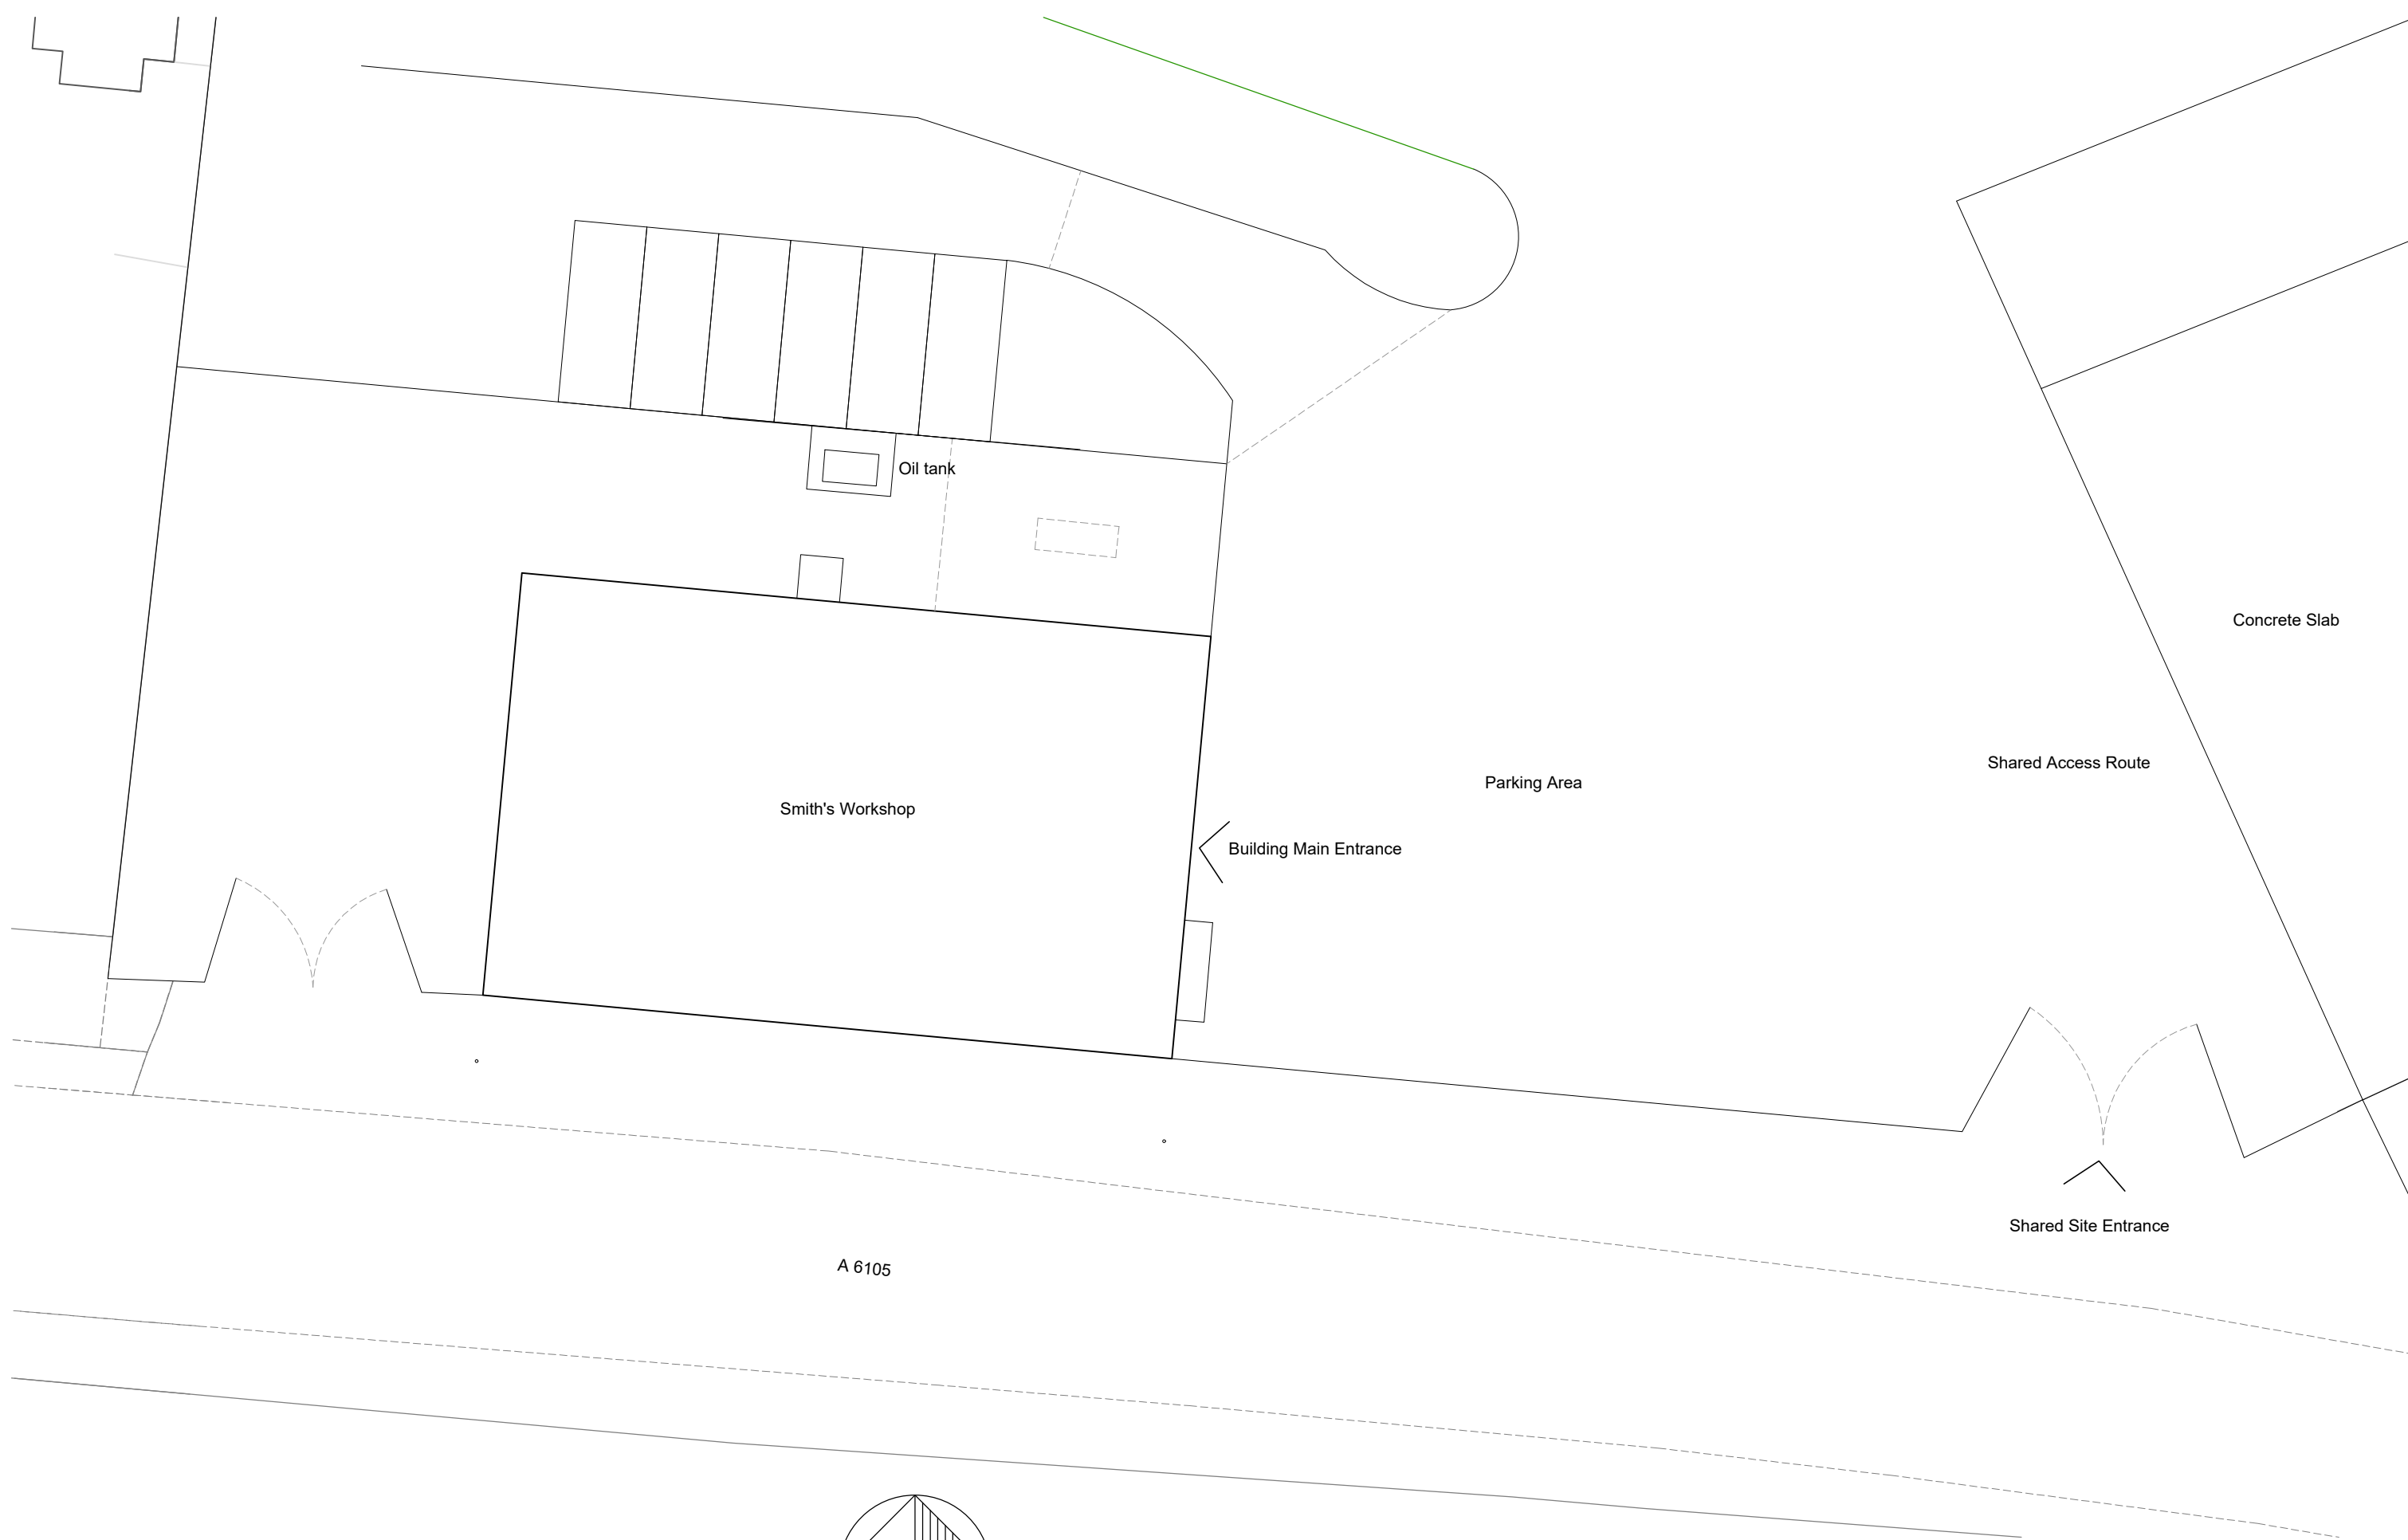 Oil tank
Concrete Slab
Shared Access Route
Parking Area
Smith's Workshop
Building Main Entrance
Shared Site Entrance
A 6105